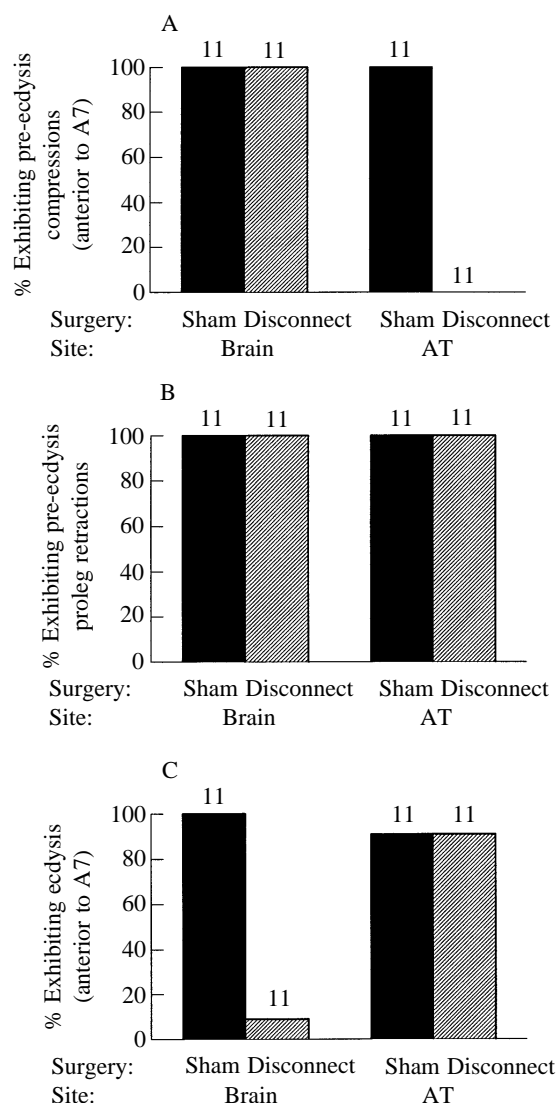 A
11 11 11
% Exhibiting pre-ecdysis
compressions
(anterior to A7)
100
80
60
40
20
0
11
Surgery: Sham Disconnect Sham Disconnect
Site: Brain AT
B
11 11 11 11
% Exhibiting pre-ecdysis
proleg retractions
100
80
60
40
20
0
Surgery: Sham Disconnect Sham Disconnect
Site: Brain AT
C
11
11 11
% Exhibiting ecdysis
(anterior to A7)
100
80
60
40
20
0
11
Surgery: Sham Disconnect Sham Disconnect
Site: Brain AT